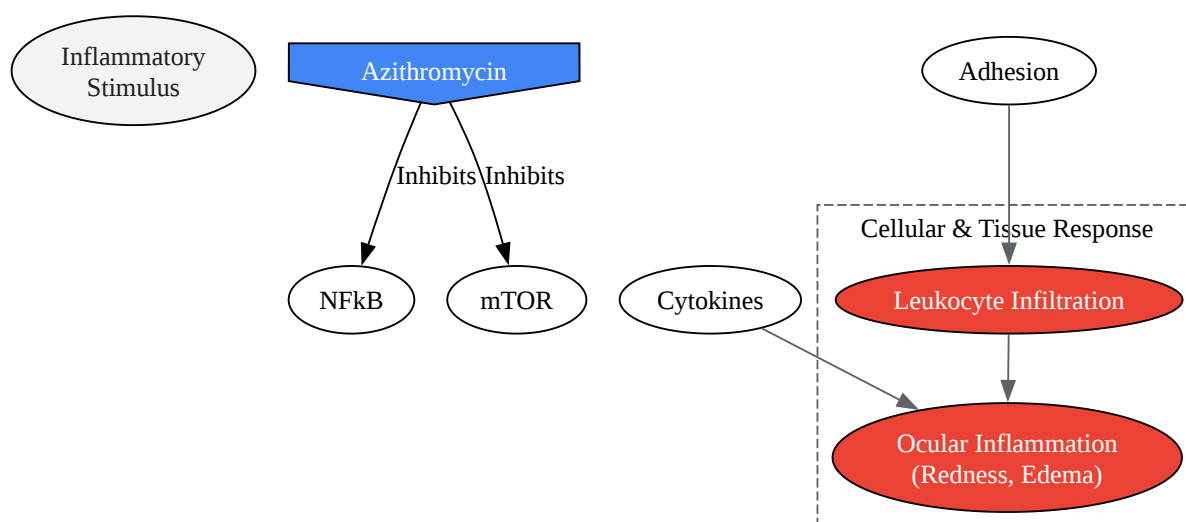 Inflammatory
Stimulus
Azithromycin
Adhesion
Inhibits
Inhibits
Cellular & Tissue Response
NFkB
mTOR
Cytokines
Leukocyte Infiltration
Ocular Inflammation
(Redness, Edema)